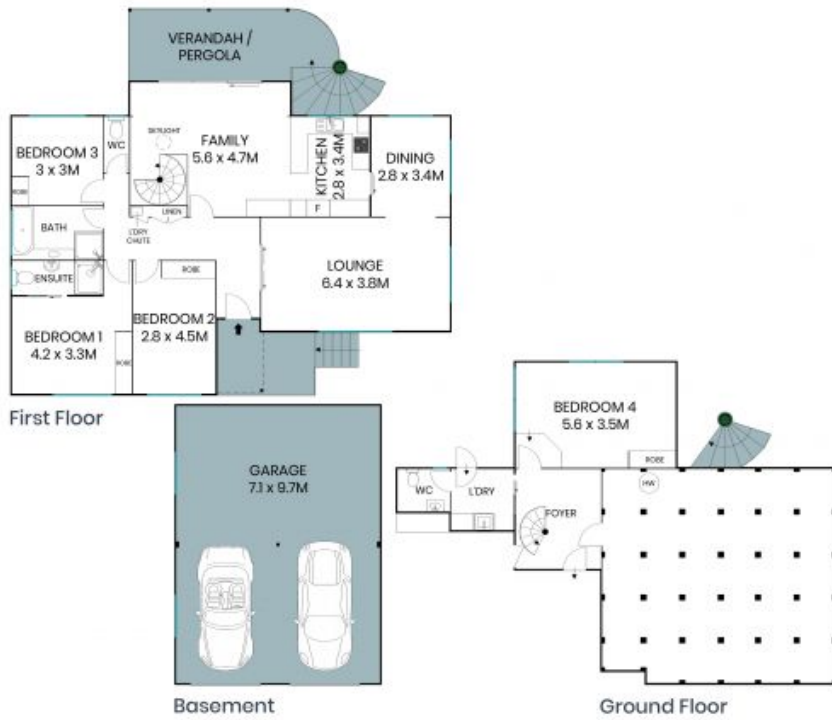 VERANDAH /
PERGOLA
BEDROOM 3
3 x 3M
ROBE
WC
SKYLIGHT
FAMILY
5.6 x 4.7M
KITCHEN
2.8 x 3.4M
F
DINING
2.8 x 3.4M
BATH
LINEN
L'DRY
CHUTE
ENSUITE
ROBE
LOUNGE
6.4 x 3.8M
BEDROOM 1
4.2 x 3.3M
ROBE
BEDROOM 2
2.8 x 4.5M
First Floor
GARAGE
7.1 x 9.7M
Basement
BEDROOM 4
5.6 x 3.5M
ROBE
WC
L'DRY
FOYER
HW
Ground Floor